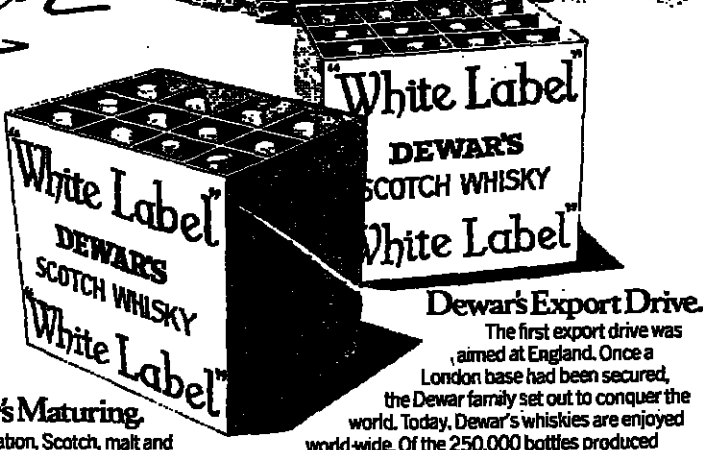 "White Label"
DEWAR'S
SCOTCH WHISKY
"White Label"
"White Label"
DEWAR'S
SCOTCH WHISKY
White Label"
Dewar's Export Drive.
The first export drive was
aimed at England. Once a
London base had been secured,
the Dewar family set out to conquer the
world. Today, Dewar's whiskies are enjoyed
world-wide. Of the 250,000 bottles produced
's Maturing.
Scotch, malt and